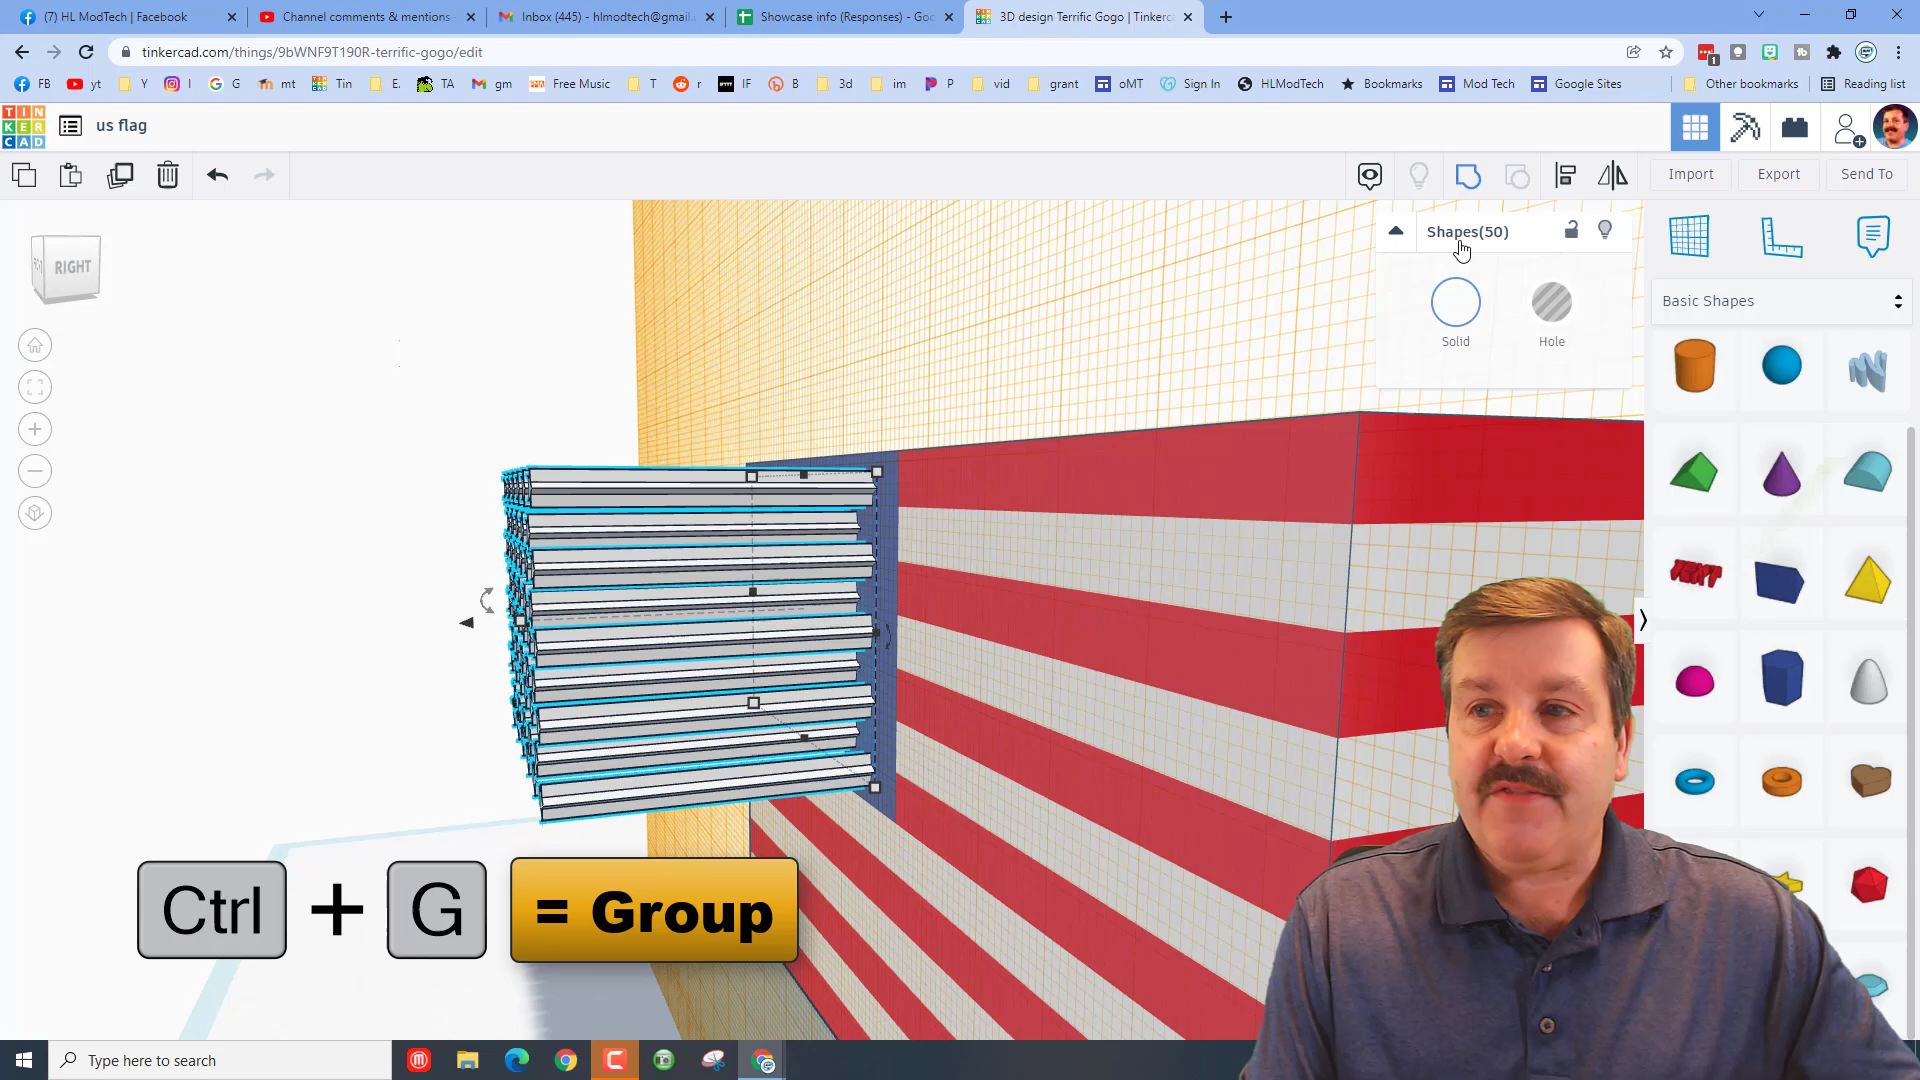 (7) HL ModTech | Facebook
Channel comments & mentions -
Inbox (445) - hlmodtech@gmail.
Showcase info (Responses) - Goo
3D design Terrific Gogo | Tinkerc
tinkercad.com/things/9bWNF9T190R-terrific-gogo/edit
1
FB
yt
Y
I
G
mt
Tin
E.
TA
gm
Free Music
T
r
IF
B
3d
im
P
vid
grant
oMT
Sign In
HLModTech
Bookmarks
Mod Tech
Google Sites
Other bookmarks
Reading list
TIN
KER
CAD
us flag
Import
Export
Send To
RIGHT
Shapes(50)
Solid
Hole
Basic Shapes
TEXT
Ctrl + G = Group
Type here to search